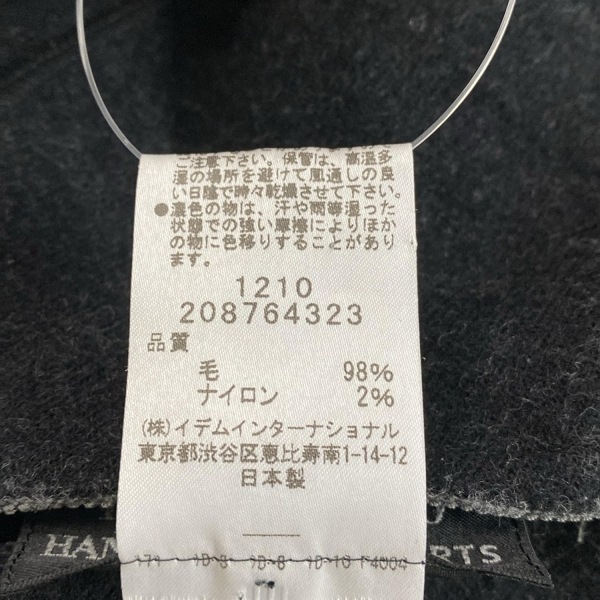 ご注意下さい。保管は、高温多
湿の場所を避けて風通しの良
い日陰で時々乾燥させて下さい。
●濃色の物は、汗や雨等湿った
状態での強い摩擦によりほか
の物に色移りすることがあり
ます。
1210
208764323
品質
毛 98%
ナイロン 2%
(株)イデムインターナショナル
東京都渋谷区恵比寿南1-14-12
日本製